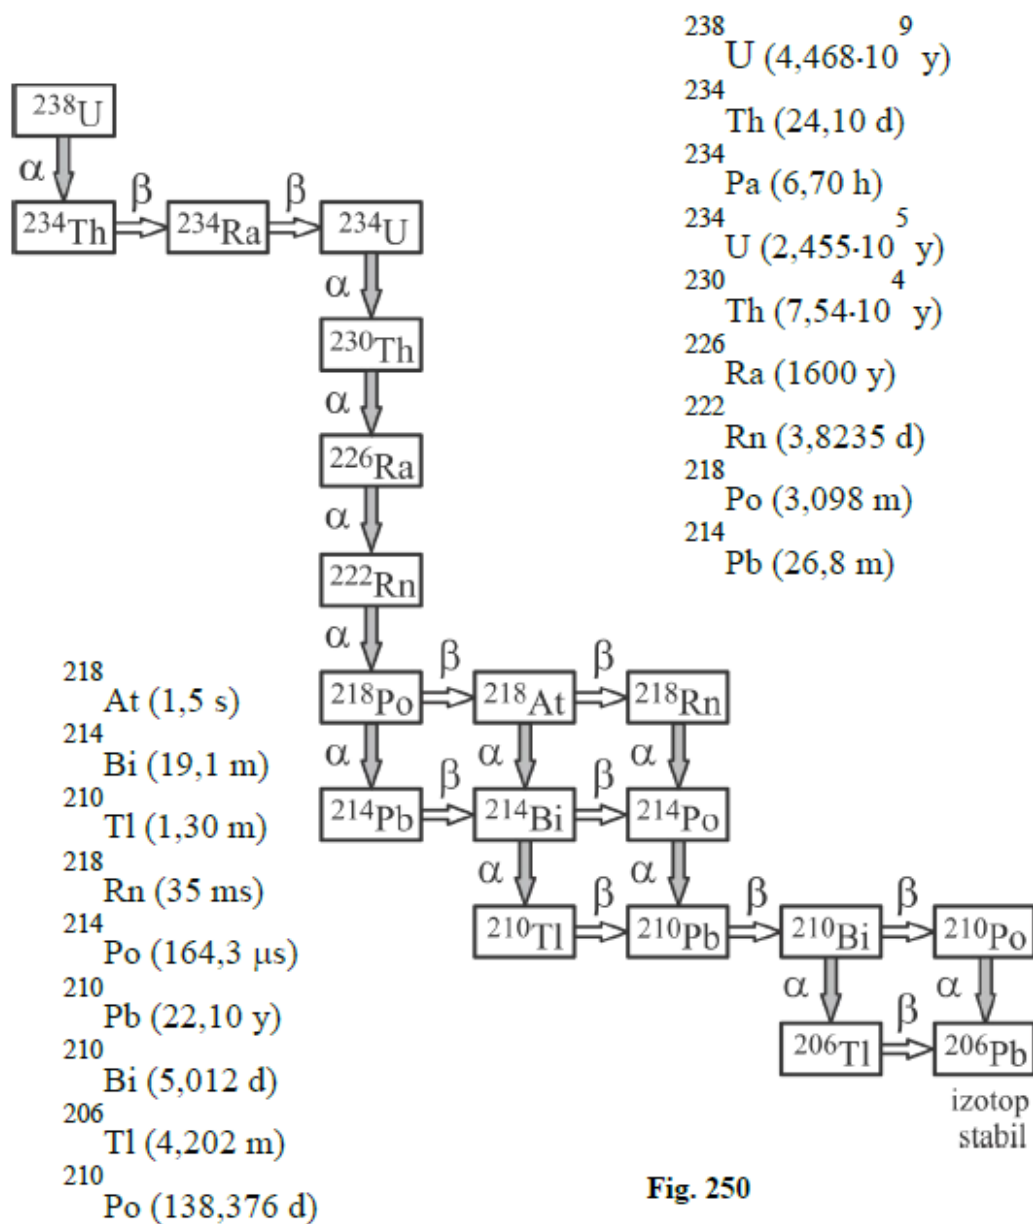 ²³⁸U (4,468·10⁹ y)
²³⁴Th (24,10 d)
²³⁴Pa (6,70 h)
²³⁴U (2,455·10⁵ y)
²³⁰Th (7,54·10⁴ y)
²²⁶Ra (1600 y)
²²²Rn (3,8235 d)
²¹⁸Po (3,098 m)
²¹⁴Pb (26,8 m)
²³⁸U
α
β β
²³⁴Th ²³⁴Ra ²³⁴U
α
²³⁰Th
α
²²⁶Ra
α
²²²Rn
α
β β
²¹⁸Po ²¹⁸At ²¹⁸Rn
α α α
β β
²¹⁴Pb ²¹⁴Bi ²¹⁴Po
α α
β β β
²¹⁰Tl ²¹⁰Pb ²¹⁰Bi ²¹⁰Po
α α
β
²⁰⁶Tl ²⁰⁶Pb
izotop
stabil
²¹⁸At (1,5 s)
²¹⁴Bi (19,1 m)
²¹⁰Tl (1,30 m)
²¹⁸Rn (35 ms)
²¹⁴Po (164,3 μs)
²¹⁰Pb (22,10 y)
²¹⁰Bi (5,012 d)
²⁰⁶Tl (4,202 m)
²¹⁰Po (138,376 d)
Fig. 250